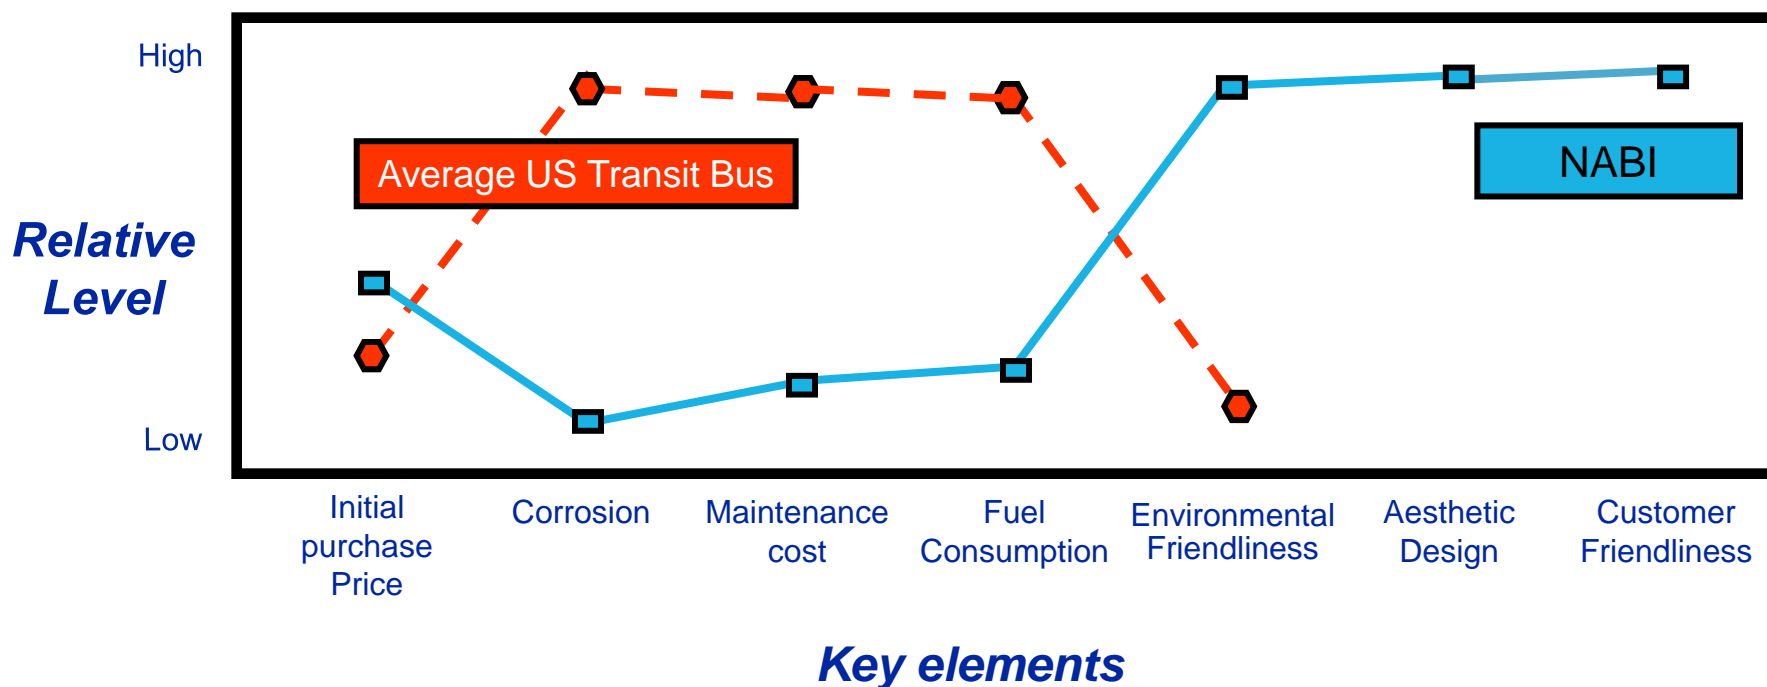 High
Average US Transit Bus
NABI
Relative
Level
Low
Initial
purchase
Price
Corrosion
Maintenance
cost
Fuel
Consumption
Environmental
Friendliness
Aesthetic
Design
Customer
Friendliness
Key elements